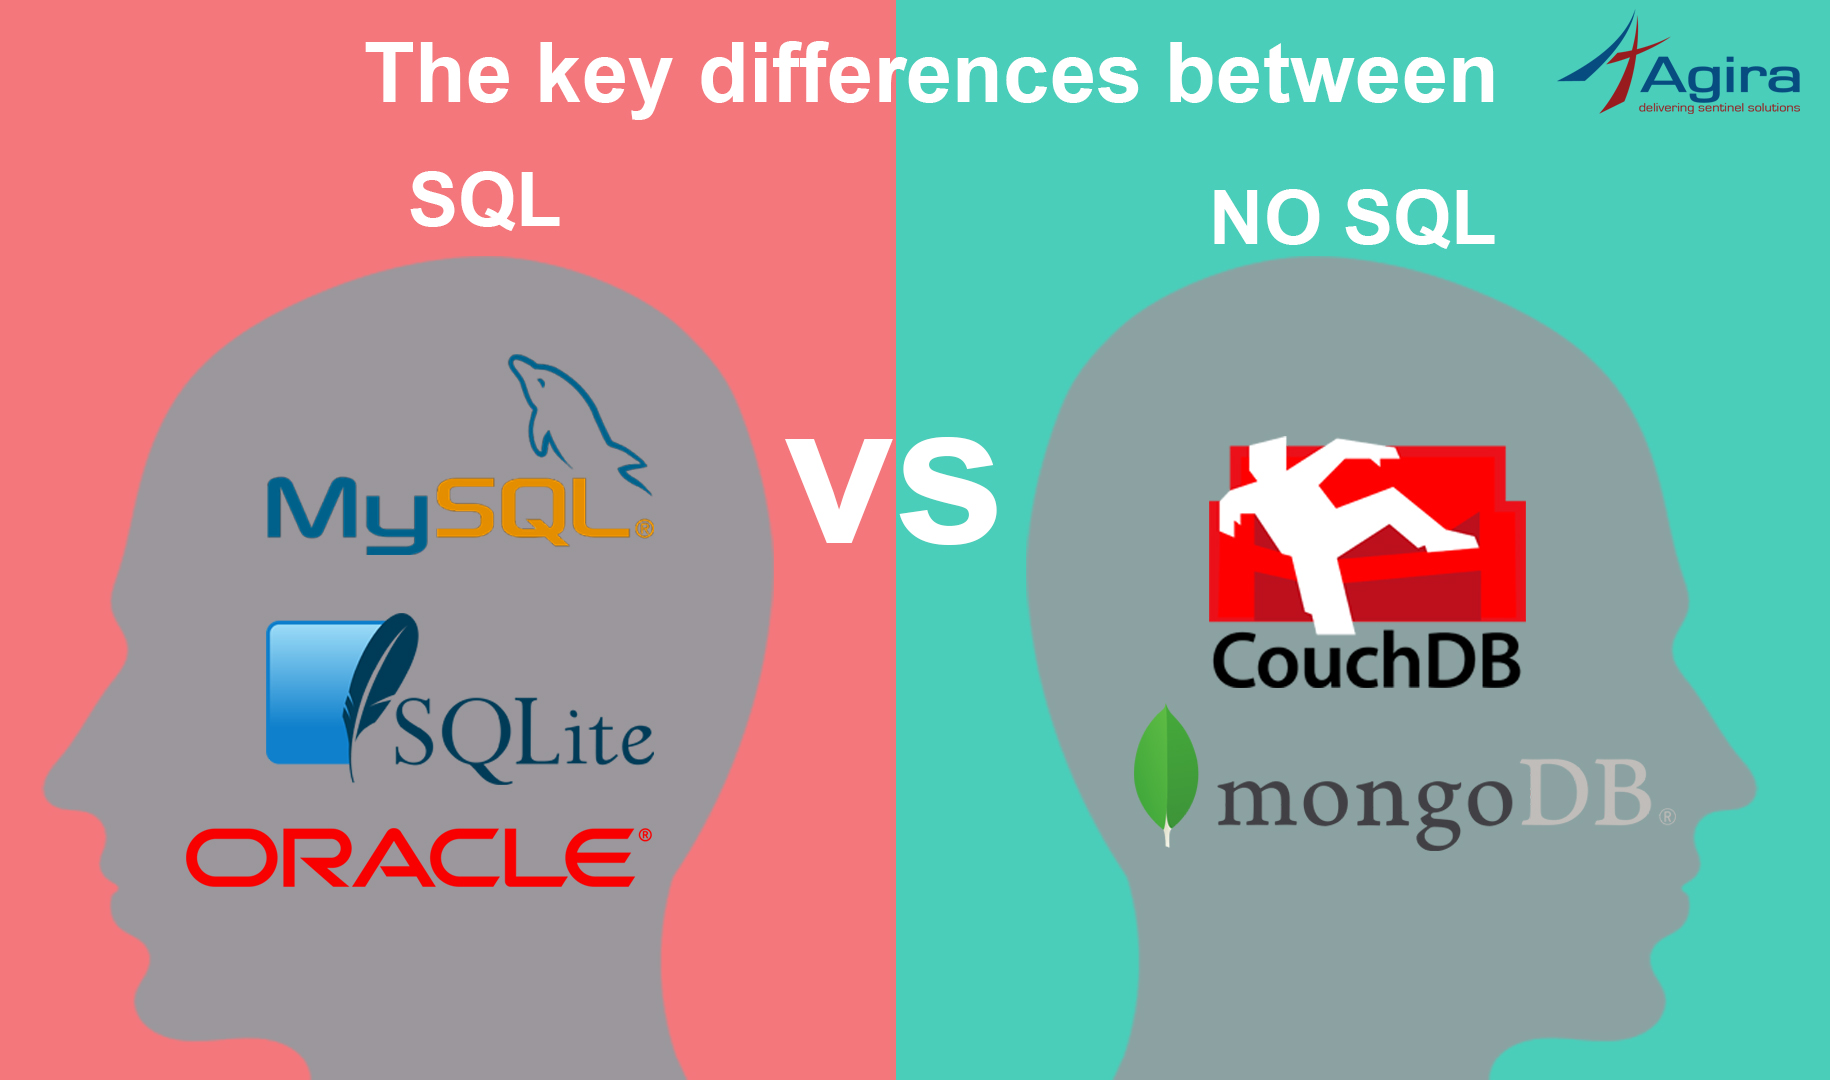 The key differences between
Agira
delivering sentinel solutions
SQL
NO SQL
vs
MySQL®
SQLite
ORACLE®
CouchDB
mongoDB®